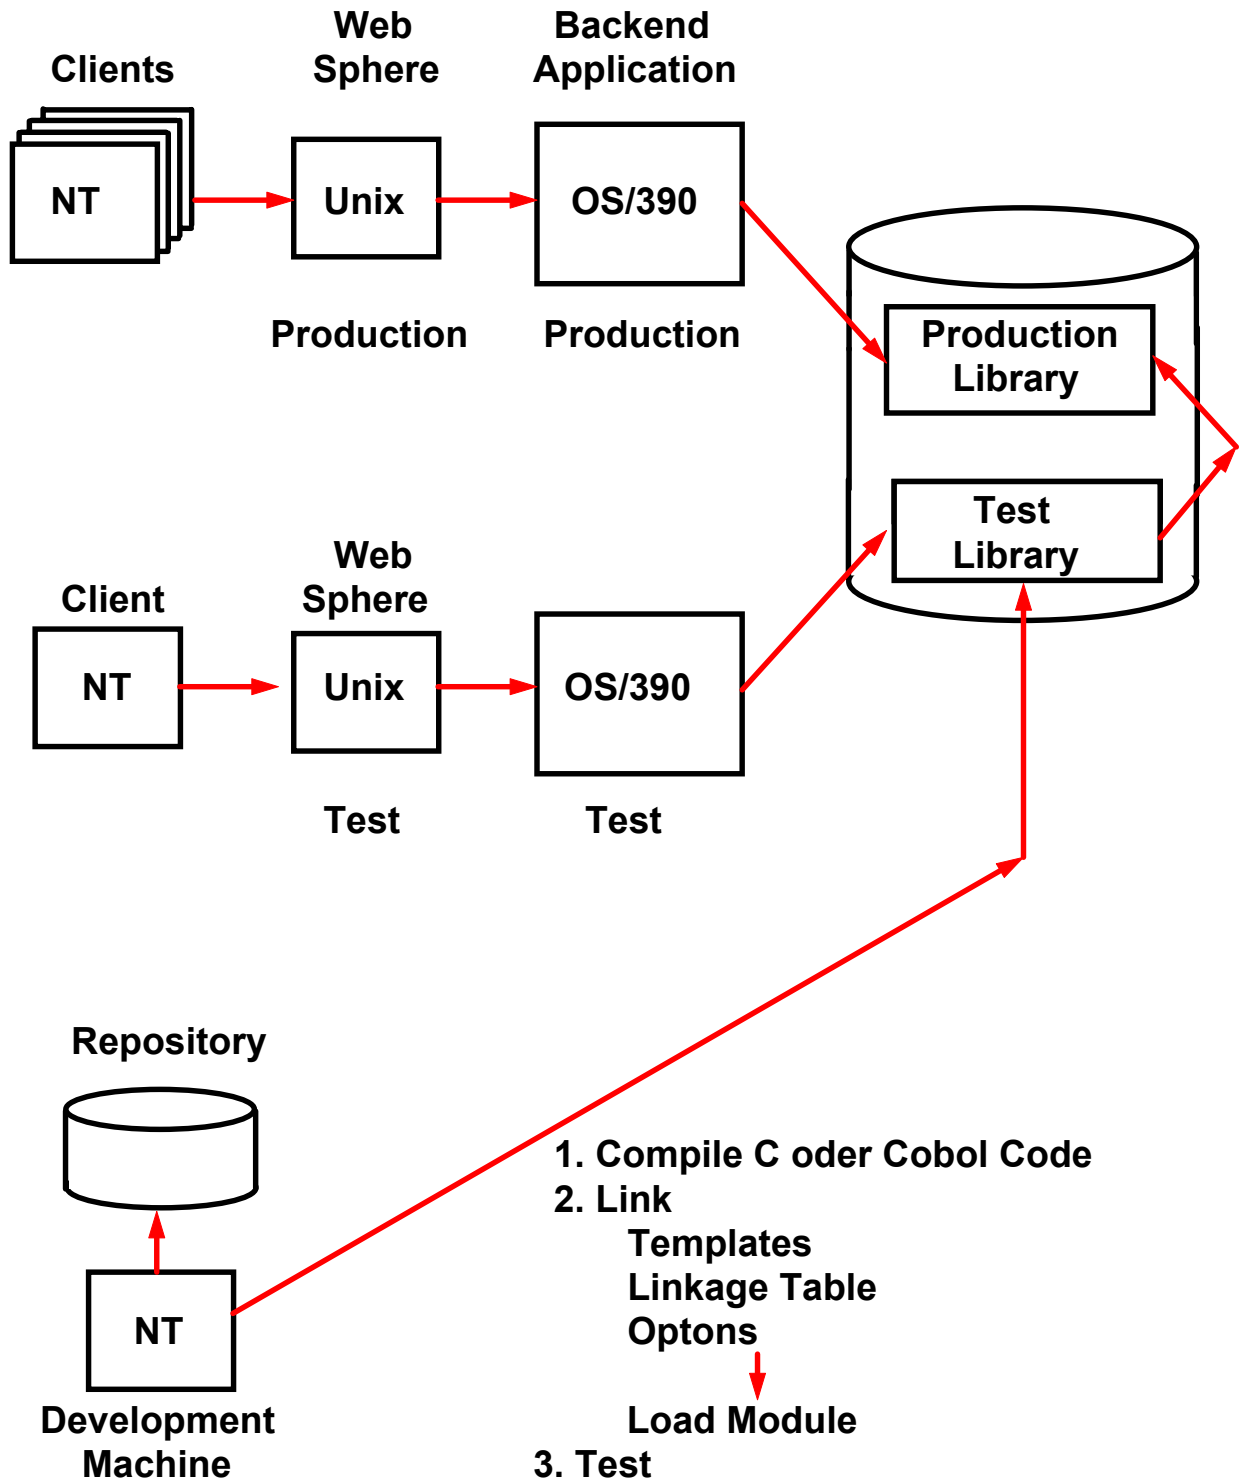 Clients
Web
Sphere
Backend
Application
NT
Unix
OS/390
Production
Production
Production
Library
Test
Library
Client
Web
Sphere
NT
Unix
OS/390
Test
Test
Repository
NT
Development
Machine
1. Compile C oder Cobol Code
2. Link
Templates
Linkage Table
Optons
Load Module
3. Test